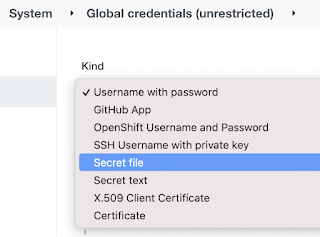 System ‣ Global credentials (unrestricted) ‣
Kind
✓ Username with password
GitHub App
OpenShift Username and Password
SSH Username with private key
Secret file
Secret text
X.509 Client Certificate
Certificate